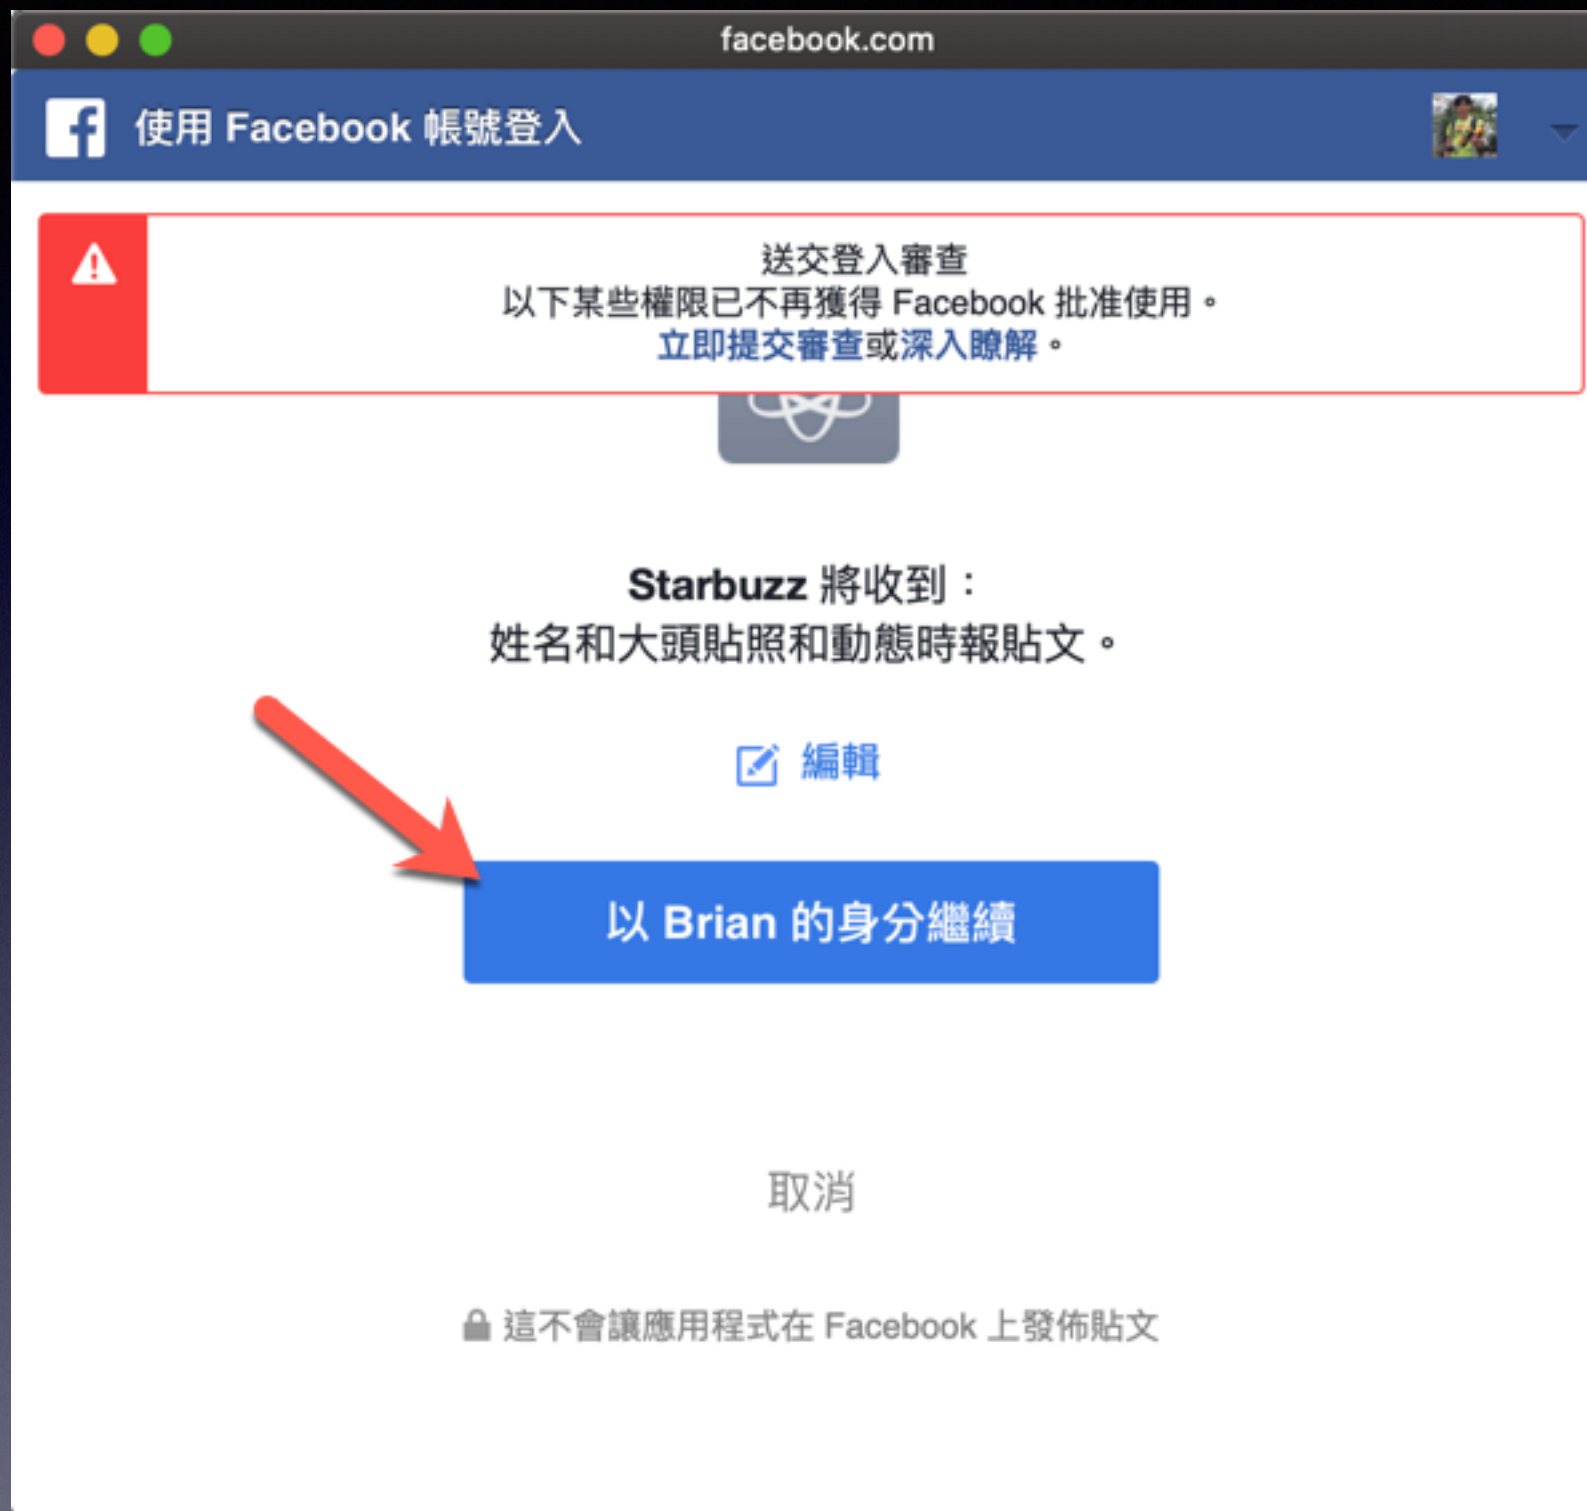 facebook.com
使用 Facebook 帳號登入
送交登入審查
以下某些權限已不再獲得 Facebook 批准使用。
立即提交審查或深入瞭解。
Starbuzz 將收到：
姓名和大頭貼照和動態時報貼文。
編輯
以 Brian 的身分繼續
取消
這不會讓應用程式在 Facebook 上發佈貼文